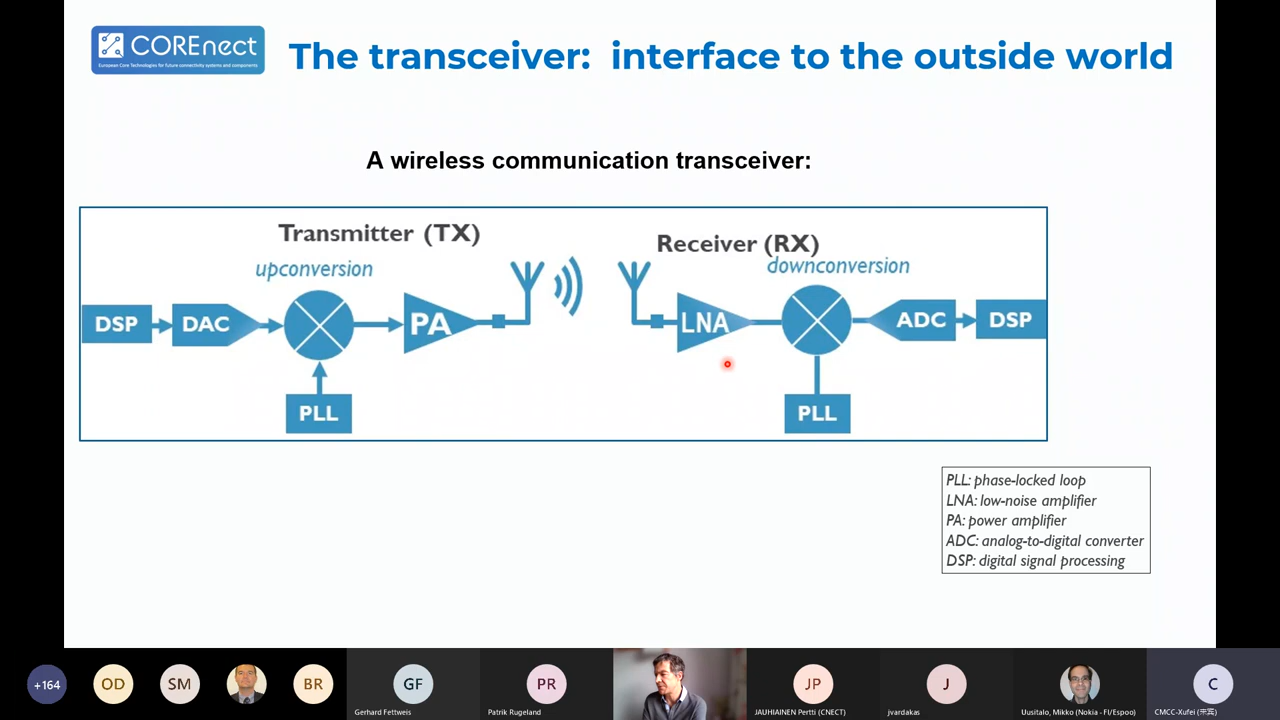 COREnect
European Core Technologies for future connectivity systems and components
The transceiver: interface to the outside world
A wireless communication transceiver:
Transmitter (TX)
Receiver (RX)
upconversion
downconversion
DSP
DAC
PA
LNA
ADC
DSP
PLL
PLL
PLL: phase-locked loop
LNA: low-noise amplifier
PA: power amplifier
ADC: analog-to-digital converter
DSP: digital signal processing
+164
OD
SM
BR
GF
PR
JP
J
C
Gerhard Fettweis
Patrik Rugeland
JAUHIAINEN Pertti (CNECT)
jvardakas
Uusitalo, Mikko (Nokia - FI/Espoo)
CMCC-Xufei